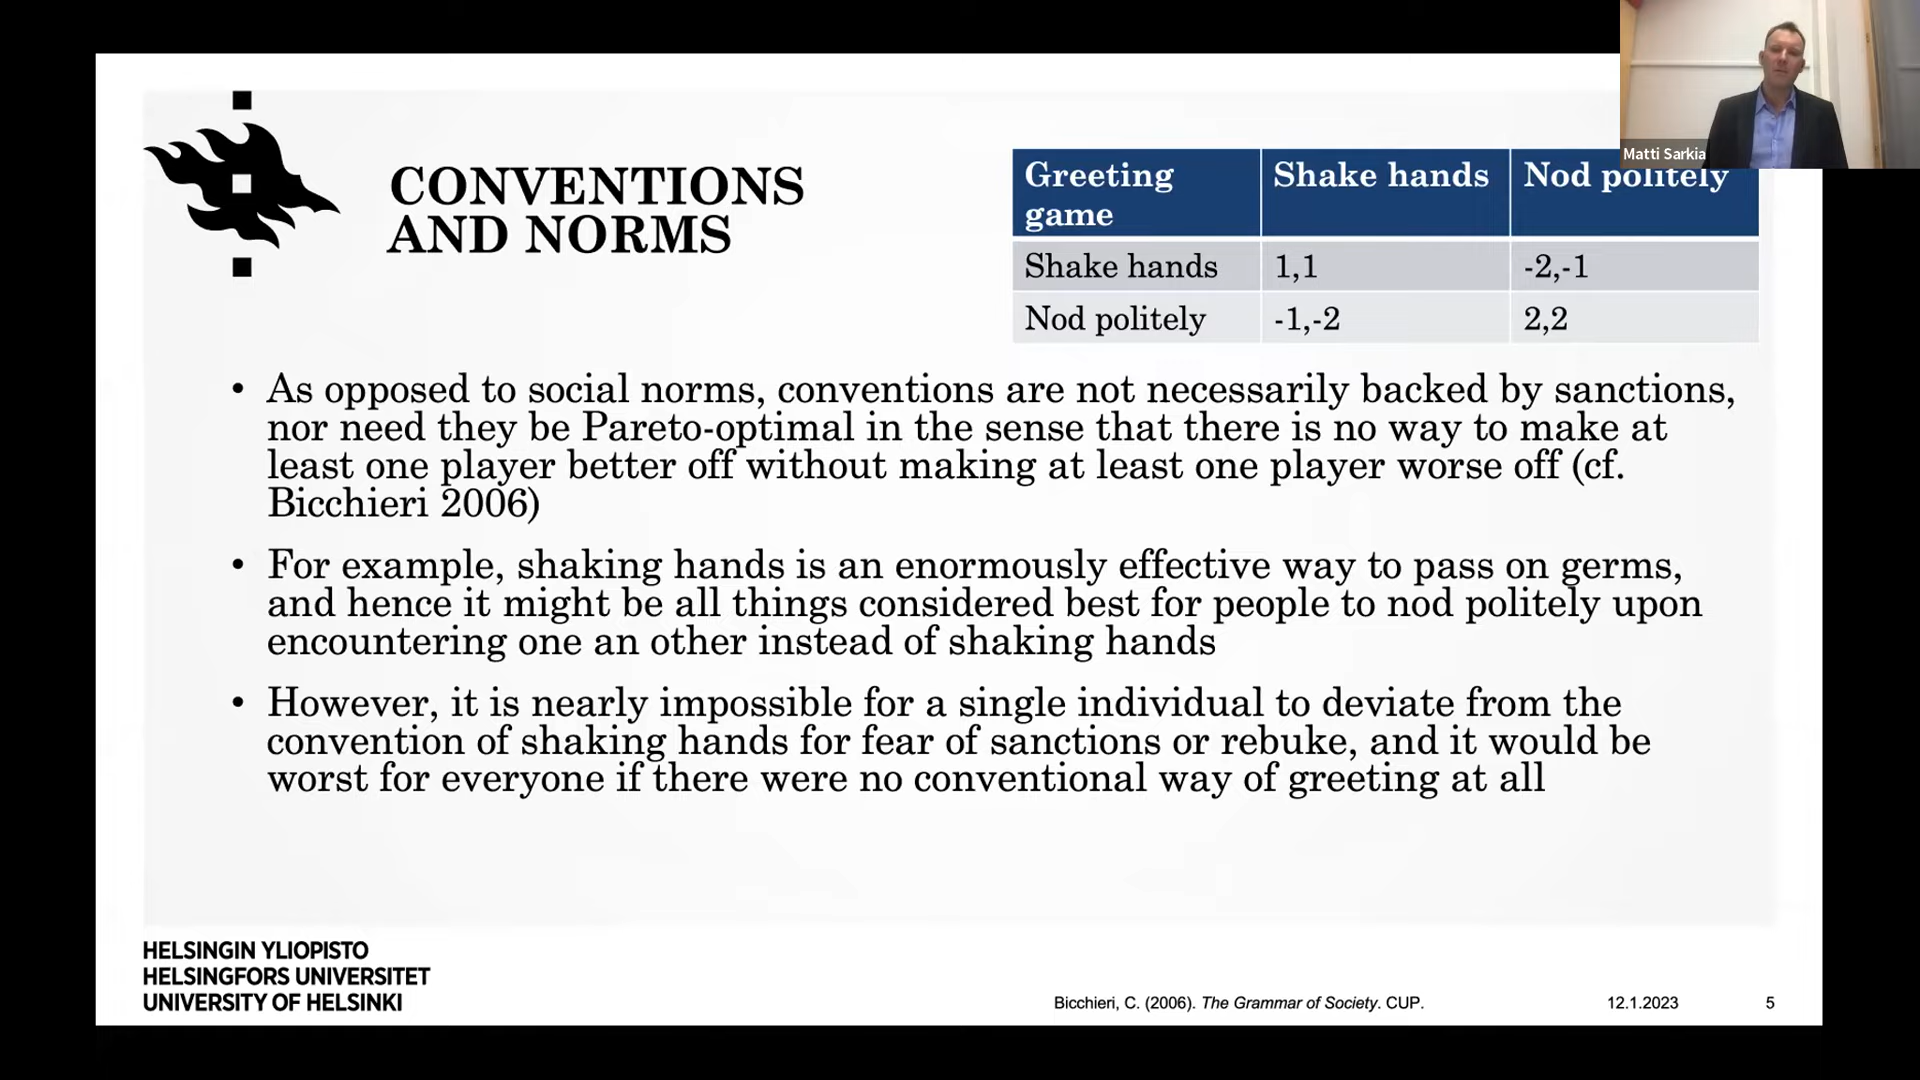 Matti Sarkia
CONVENTIONS
AND NORMS
Greeting game Shake hands Nod politely
Shake hands 1,1 -2,-1
Nod politely -1,-2 2,2
• As opposed to social norms, conventions are not necessarily backed by sanctions,
nor need they be Pareto-optimal in the sense that there is no way to make at
least one player better off without making at least one player worse off (cf.
Bicchieri 2006)
• For example, shaking hands is an enormously effective way to pass on germs,
and hence it might be all things considered best for people to nod politely upon
encountering one an other instead of shaking hands
• However, it is nearly impossible for a single individual to deviate from the
convention of shaking hands for fear of sanctions or rebuke, and it would be
worst for everyone if there were no conventional way of greeting at all
HELSINGIN YLIOPISTO
HELSINGFORS UNIVERSITET
UNIVERSITY OF HELSINKI
Bicchieri, C. (2006). The Grammar of Society. CUP. 12.1.2023 5